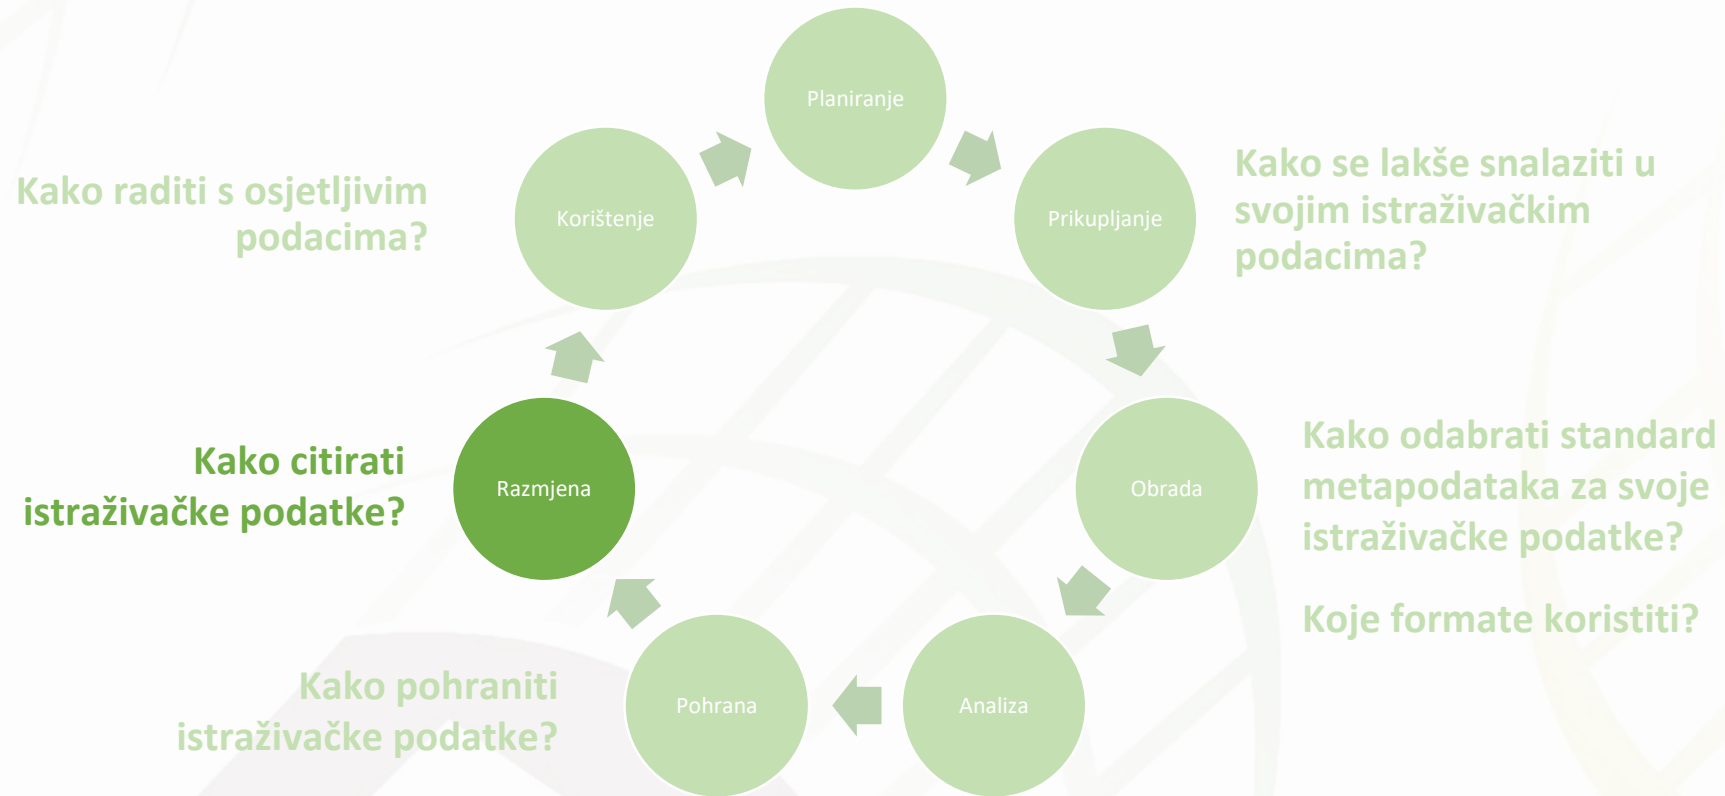 Planiranje
Kako se lakše snalaziti u
svojim istraživačkim
podacima?
Prikupljanje
Kako raditi s osjetljivim
podacima?
Korištenje
Kako citirati
istraživačke podatke?
Razmjena
Obrada
Kako odabrati standard
metapodataka za svoje
istraživačke podatke?
Koje formate koristiti?
Kako pohraniti
istraživačke podatke?
Pohrana
Analiza